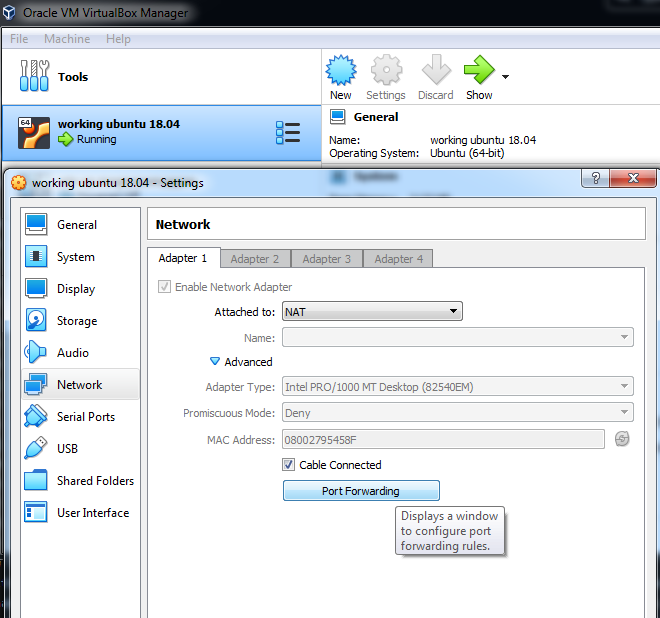 Oracle VM VirtualBox Manager
File Machine Help
Tools
New Settings Discard Show
64 working ubuntu 18.04
Running
General
Name: working ubuntu 18.04
Operating System: Ubuntu (64-bit)
working ubuntu 18.04 - Settings
? X
General
System
Display
Storage
Audio
Network
Serial Ports
USB
Shared Folders
User Interface
Network
Adapter 1 Adapter 2 Adapter 3 Adapter 4
Enable Network Adapter
Attached to: NAT
Name:
Advanced
Adapter Type: Intel PRO/1000 MT Desktop (82540EM)
Promiscuous Mode: Deny
MAC Address: 08002795458F
Cable Connected
Port Forwarding
Displays a window
to configure port
forwarding rules.